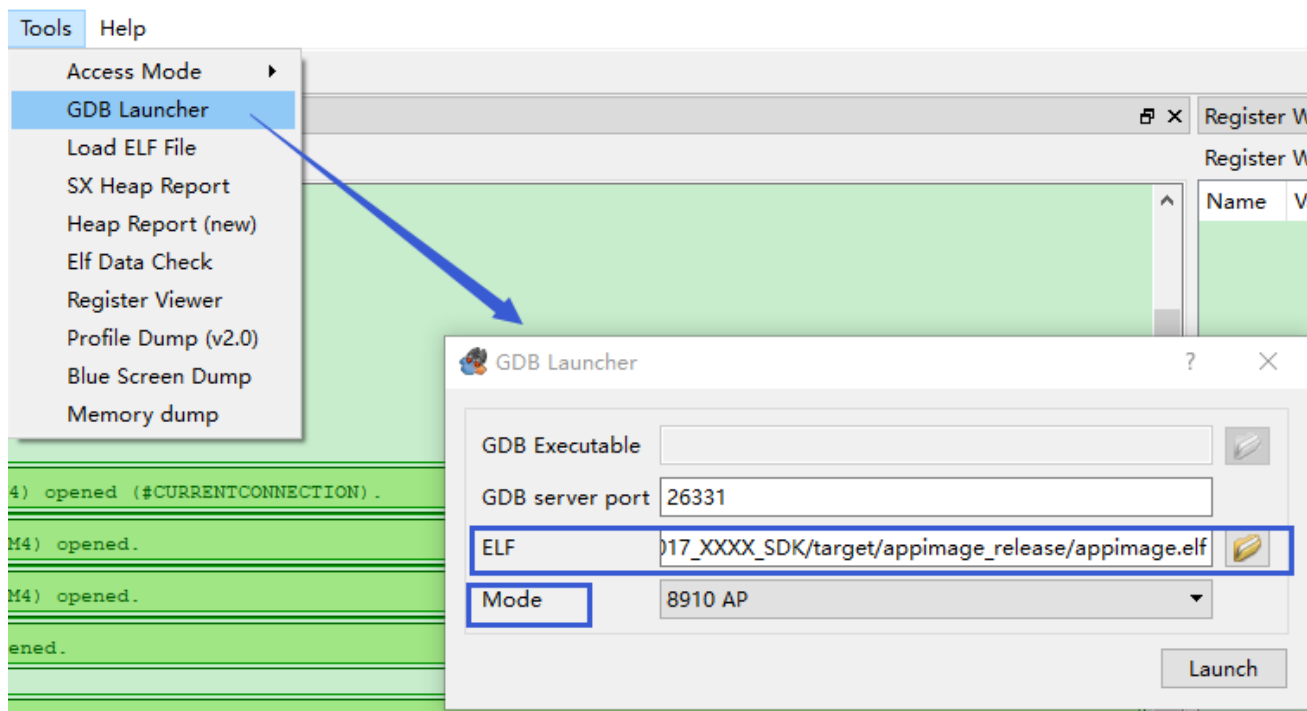 Tools Help
Access Mode
GDB Launcher
Load ELF File
SX Heap Report
Heap Report (new)
Elf Data Check
Register Viewer
Profile Dump (v2.0)
Blue Screen Dump
Memory dump
Register W
Register W
Name V
4) opened (#CURRENTCONNECTION).
M4) opened.
M4) opened.
ened.
GDB Launcher ?
GDB Executable
GDB server port 26331
ELF 017_XXXX_SDK/target/appimage_release/appimage.elf
Mode 8910 AP
Launch